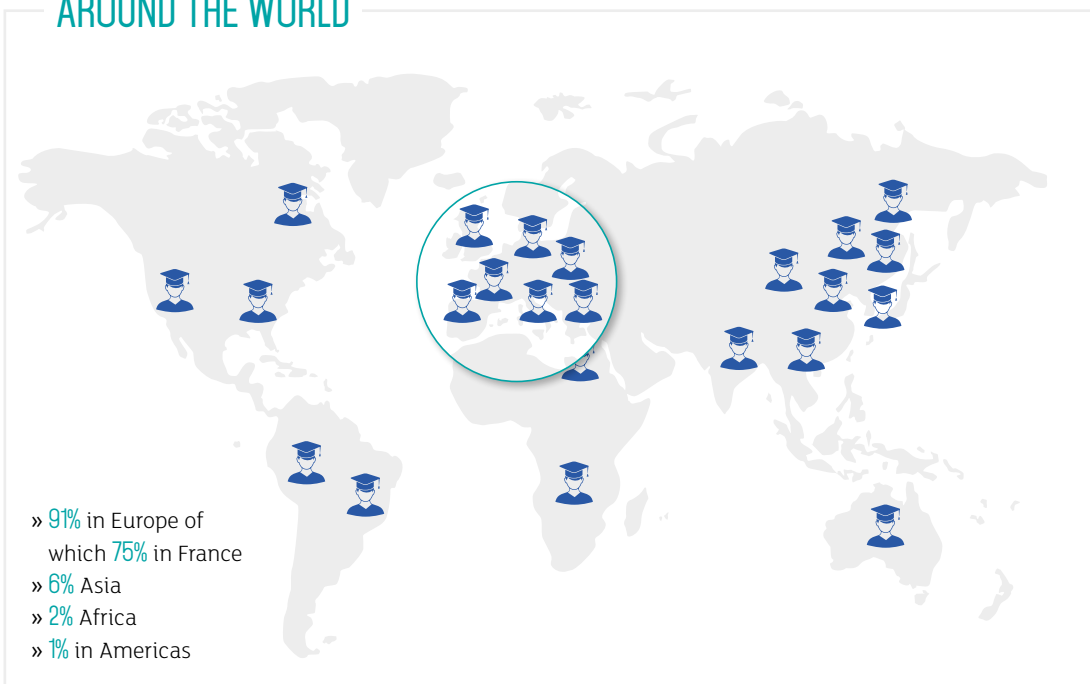 AROUND THE WORLD
» 91% in Europe of
which 75% in France
» 6% Asia
» 2% Africa
» 1% in Americas